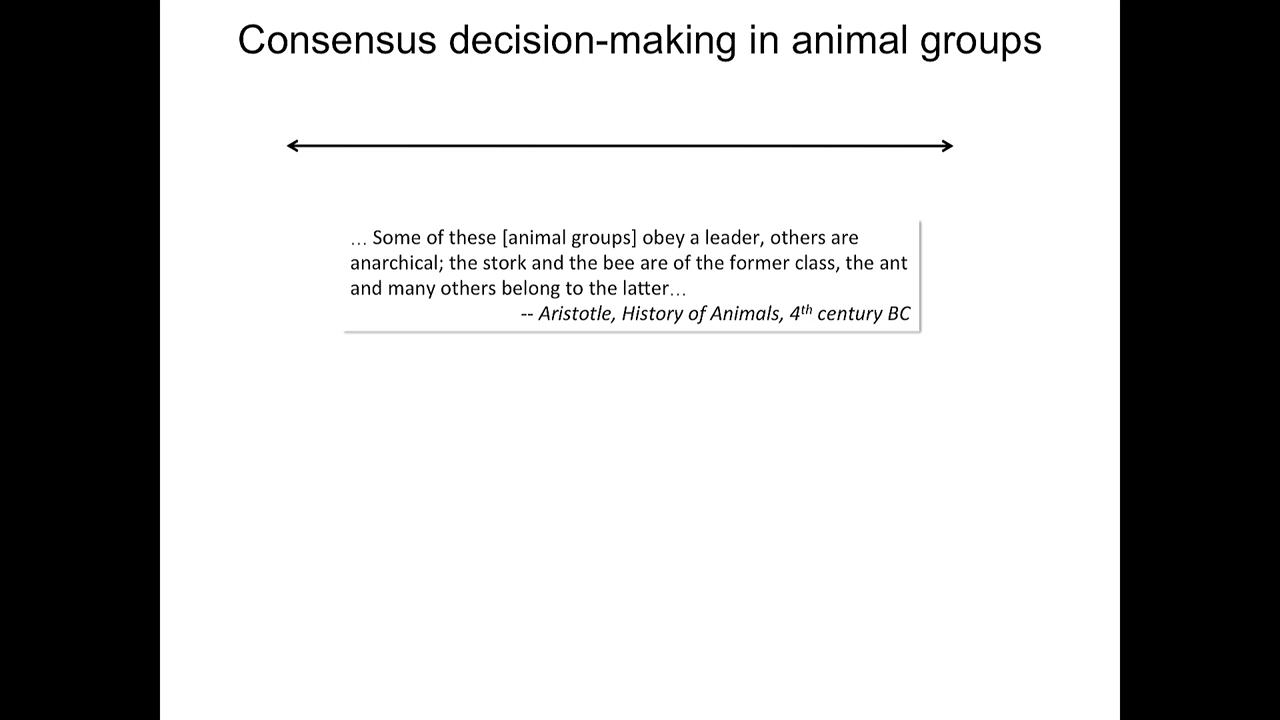 Consensus decision-making in animal groups
… Some of these [animal groups] obey a leader, others are
anarchical; the stork and the bee are of the former class, the ant
and many others belong to the latter…
-- Aristotle, History of Animals, 4th century BC